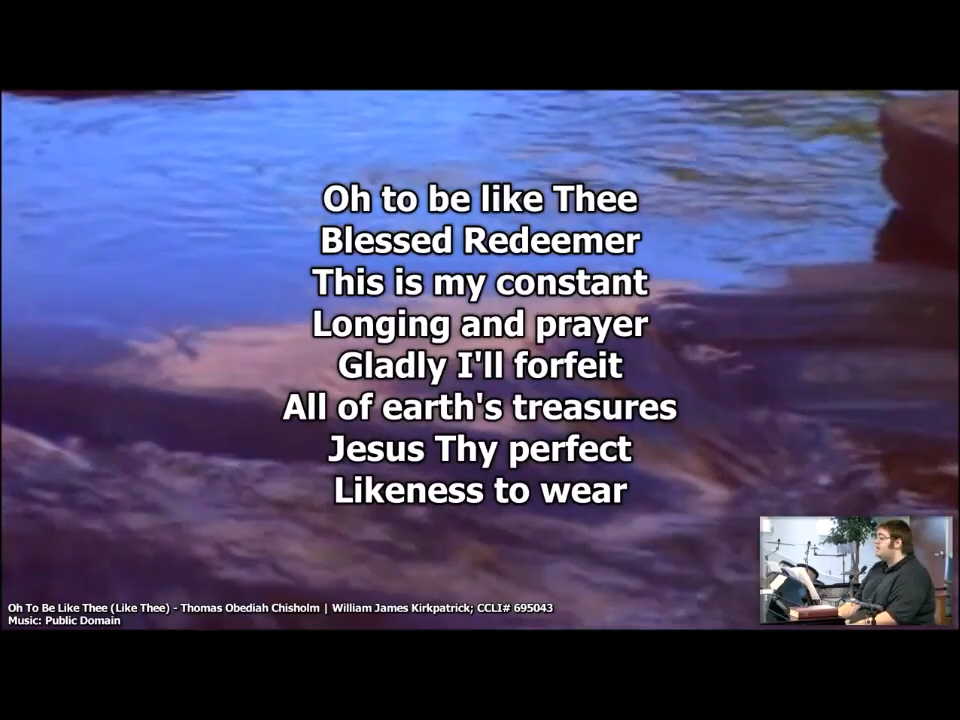 Oh to be like Thee
Blessed Redeemer
This is my constant
Longing and prayer
Gladly I'll forfeit
All of earth's treasures
Jesus Thy perfect
Likeness to wear
Oh To Be Like Thee (Like Thee) - Thomas Obediah Chisholm | William James Kirkpatrick; CCLI# 695043
Music: Public Domain